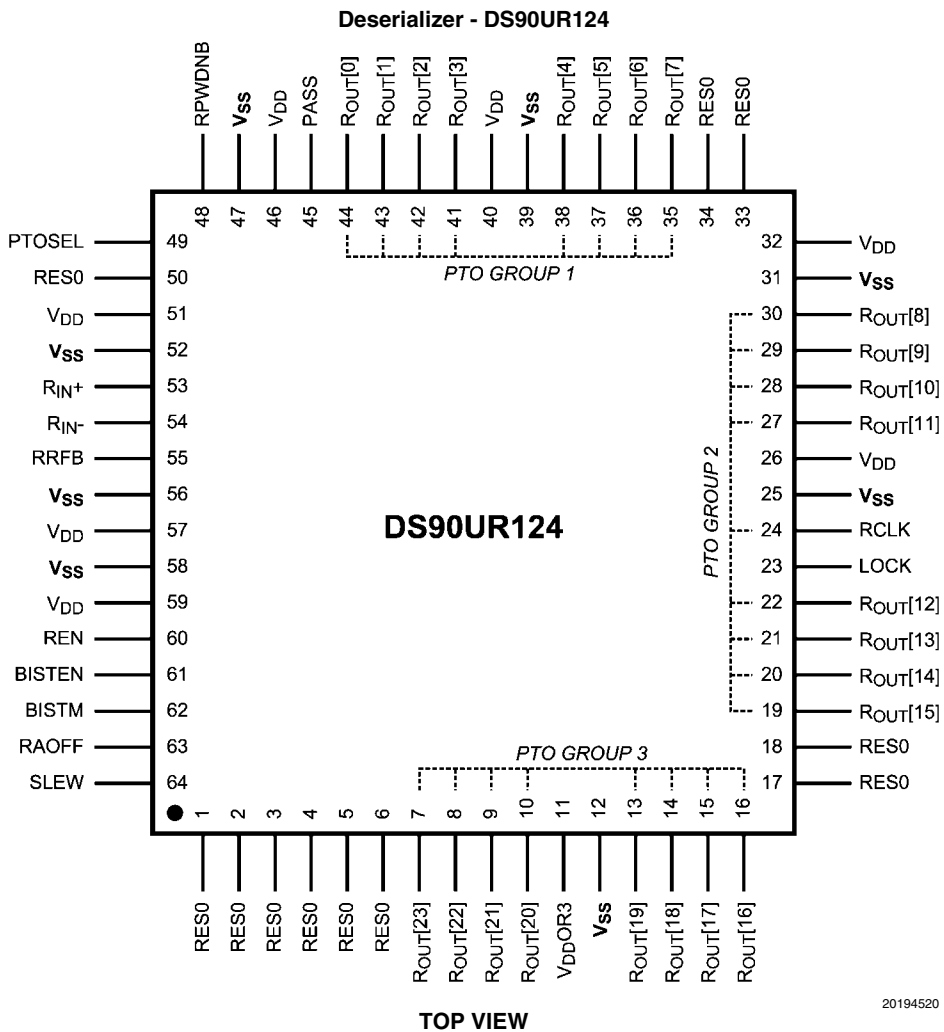 Deserializer - DS90UR124
RPWDNB
VSS
VDD
PASS
ROUT[0]
ROUT[1]
ROUT[2]
ROUT[3]
VDD
VSS
ROUT[4]
ROUT[5]
ROUT[6]
ROUT[7]
RES0
RES0
48 47 46 45 44 43 42 41 40 39 38 37 36 35 34 33
PTO GROUP 1
PTOSEL 49
RES0 50
VDD 51
VSS 52
RIN+ 53
RIN- 54
RRFB 55
VSS 56
VDD 57
VSS 58
VDD 59
REN 60
BISTEN 61
BISTM 62
RAOFF 63
SLEW 64
DS90UR124
32 VDD
31 VSS
30 ROUT[8]
29 ROUT[9]
28 ROUT[10]
27 ROUT[11]
26 VDD
25 VSS
24 RCLK
23 LOCK
22 ROUT[12]
21 ROUT[13]
20 ROUT[14]
19 ROUT[15]
18 RES0
17 RES0
PTO GROUP 2
PTO GROUP 3
1 2 3 4 5 6 7 8 9 10 11 12 13 14 15 16
RES0
RES0
RES0
RES0
RES0
RES0
ROUT[23]
ROUT[22]
ROUT[21]
ROUT[20]
VDDOR3
VSS
ROUT[19]
ROUT[18]
ROUT[17]
ROUT[16]
20194520
TOP VIEW